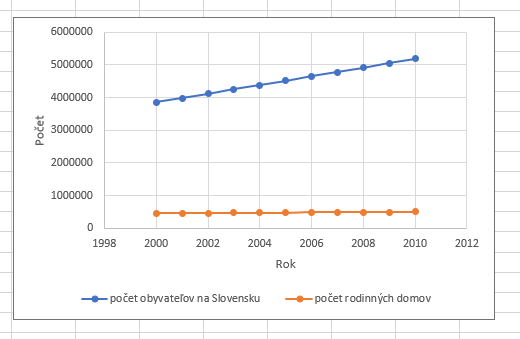 6000000
5000000
4000000
3000000
2000000
1000000
0
Počet
1998 2000 2002 2004 2006 2008 2010 2012
Rok
počet obyvateľov na Slovensku počet rodinných domov